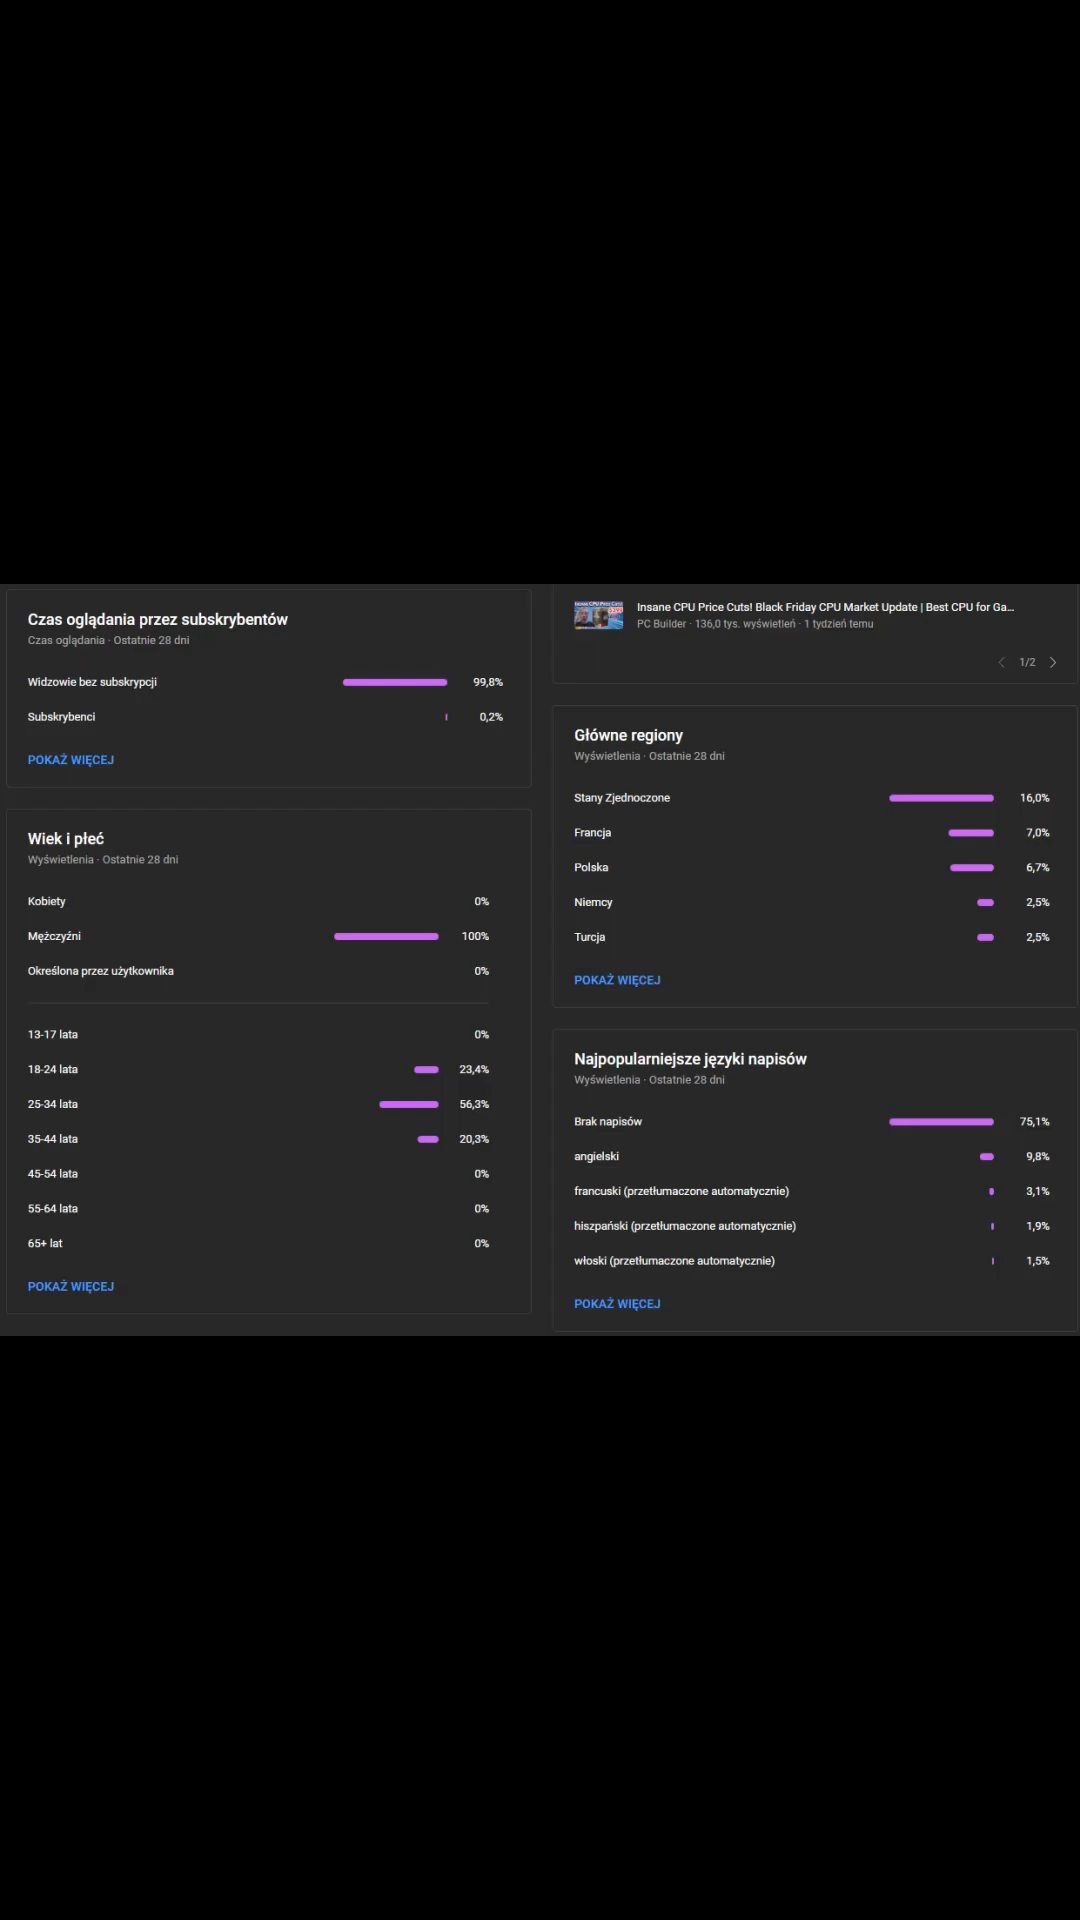 Czas oglądania przez subskrybentów
Czas oglądania · Ostatnie 28 dni
Widzowie bez subskrypcji 99,8%
Subskrybenci 0,2%
POKAŻ WIĘCEJ
Wiek i płeć
Wyświetlenia · Ostatnie 28 dni
Kobiety 0%
Mężczyźni 100%
Określona przez użytkownika 0%
13-17 lata 0%
18-24 lata 23,4%
25-34 lata 56,3%
35-44 lata 20,3%
45-54 lata 0%
55-64 lata 0%
65+ lat 0%
POKAŻ WIĘCEJ
Insane CPU Price Cuts! Black Friday CPU Market Update | Best CPU for Ga...
PC Builder · 136,0 tys. wyświetleń · 1 tydzień temu
1/2
Główne regiony
Wyświetlenia · Ostatnie 28 dni
Stany Zjednoczone 16,0%
Francja 7,0%
Polska 6,7%
Niemcy 2,5%
Turcja 2,5%
POKAŻ WIĘCEJ
Najpopularniejsze języki napisów
Wyświetlenia · Ostatnie 28 dni
Brak napisów 75,1%
angielski 9,8%
francuski (przetłumaczone automatycznie) 3,1%
hiszpański (przetłumaczone automatycznie) 1,9%
włoski (przetłumaczone automatycznie) 1,5%
POKAŻ WIĘCEJ